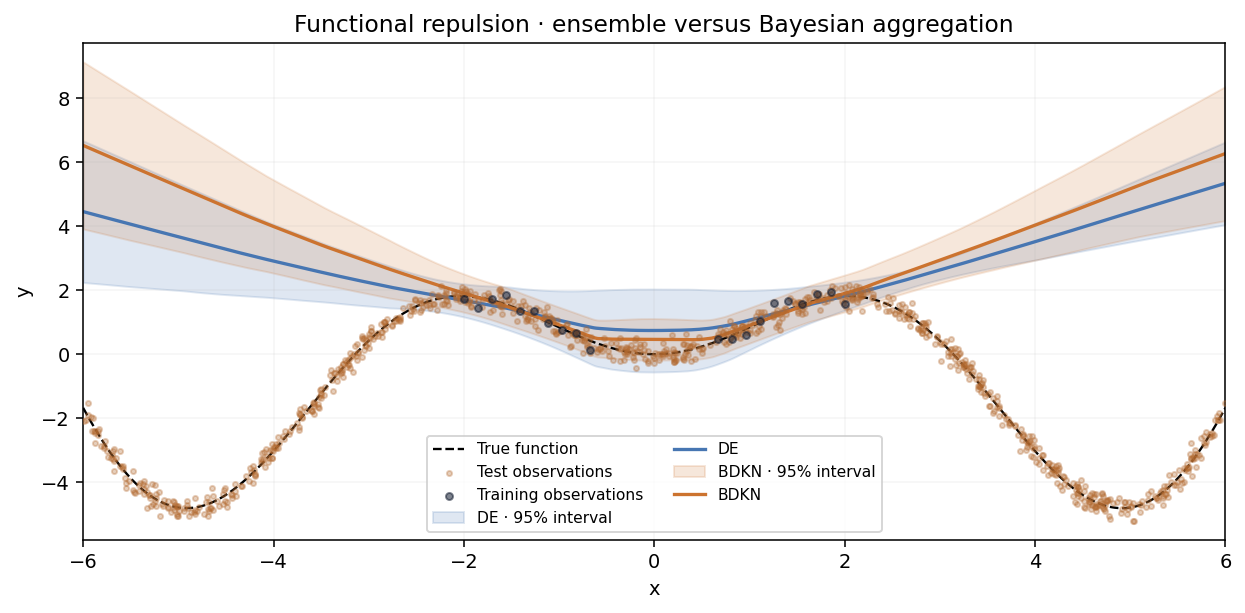 Functional repulsion · ensemble versus Bayesian aggregation
y
8
6
4
2
0
−2
−4
True function
Test observations
Training observations
DE · 95% interval
DE
BDKN · 95% interval
BDKN
−6 −4 −2 0 2 4 6
x